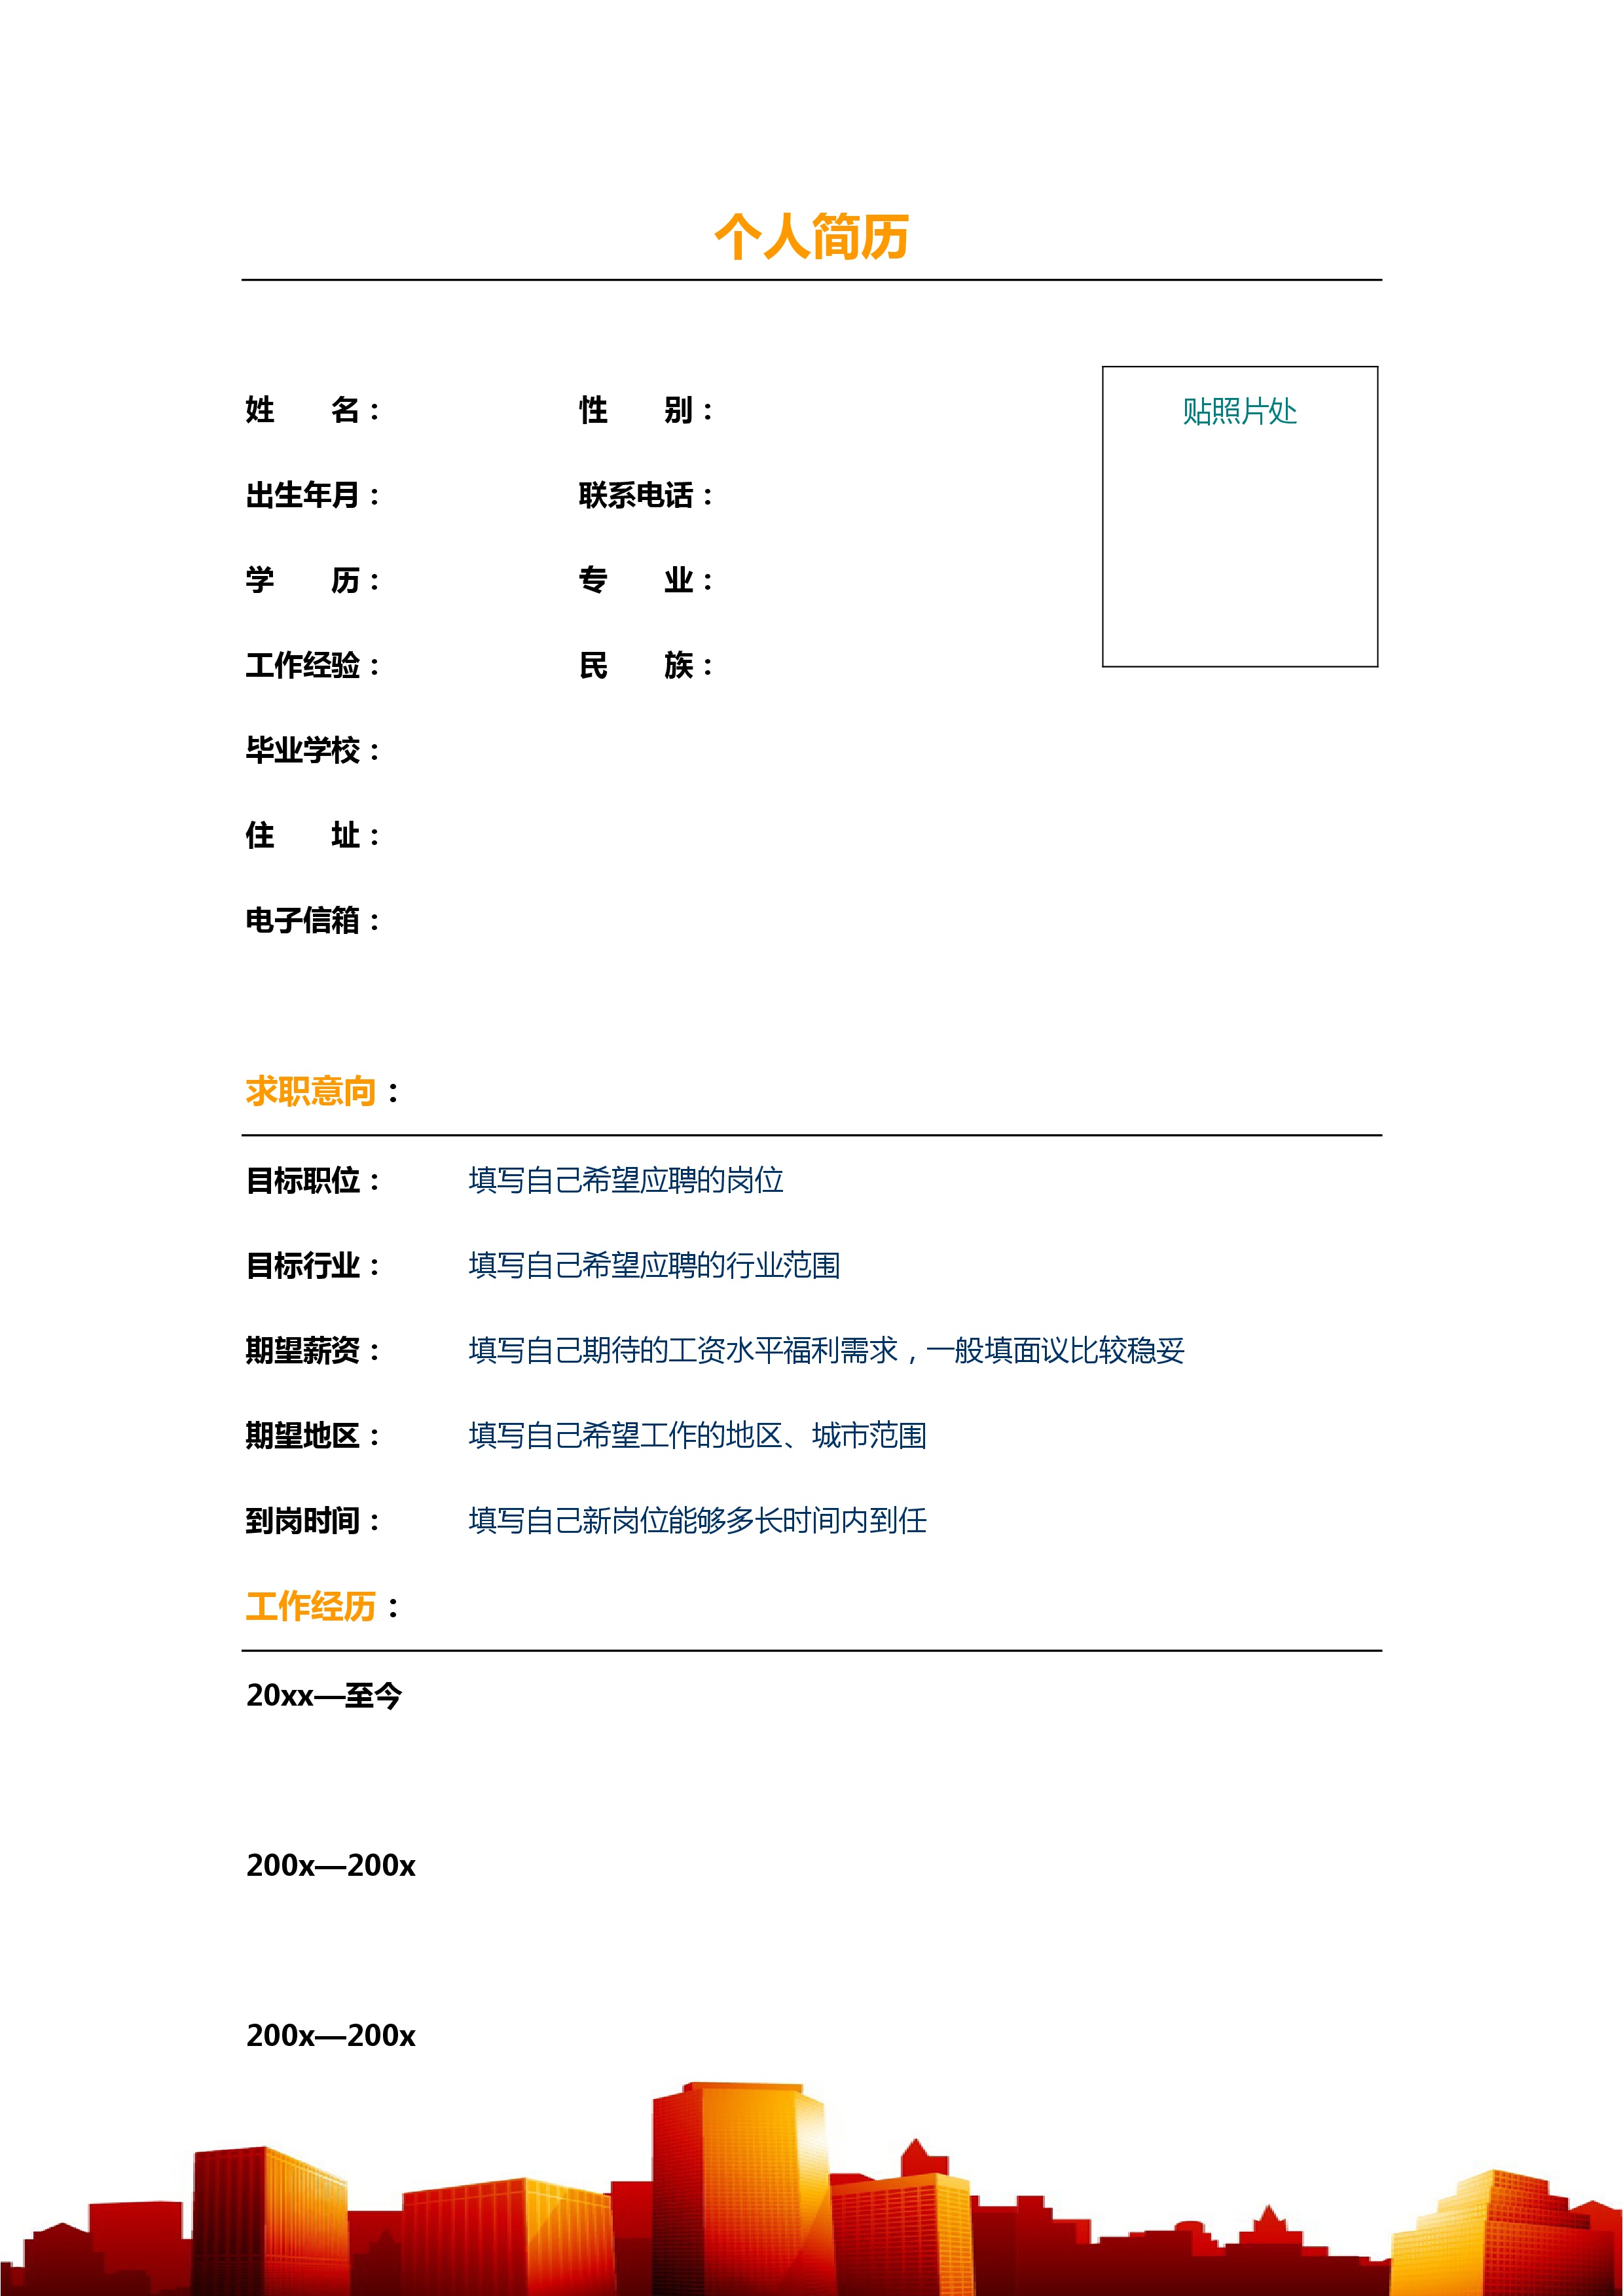 个人简历
姓　　名： 性　　别： 贴照片处
出生年月： 联系电话：
学　　历： 专　　业：
工作经验： 民　　族：
毕业学校：
住　　址：
电子信箱：
求职意向：
目标职位： 填写自己希望应聘的岗位
目标行业： 填写自己希望应聘的行业范围
期望薪资： 填写自己期待的工资水平福利需求，一般填面议比较稳妥
期望地区： 填写自己希望工作的地区、城市范围
到岗时间： 填写自己新岗位能够多长时间内到任
工作经历：
20xx—至今
200x—200x
200x—200x